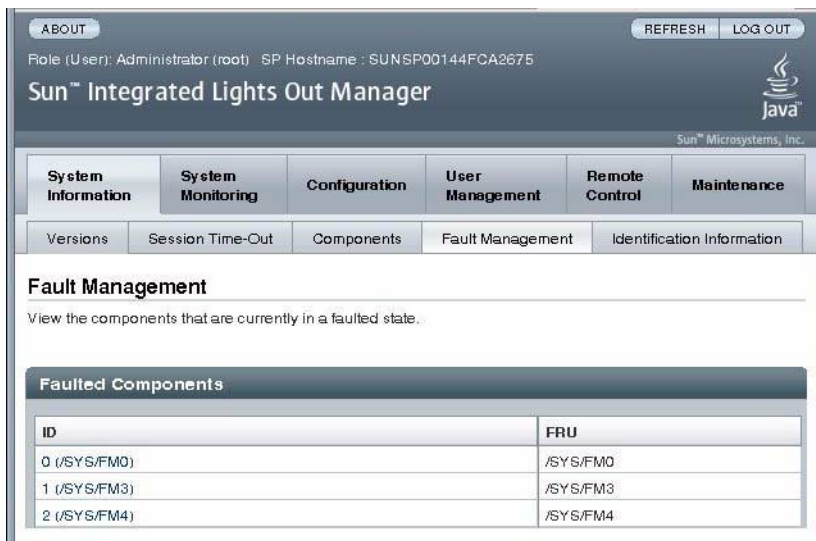 ABOUT
REFRESH LOG OUT
Role (User): Administrator (root) SP Hostname : SUNSP00144FCA2675
Sun™ Integrated Lights Out Manager
Java™
Sun™ Microsystems, Inc.
System Information
System Monitoring
Configuration
User Management
Remote Control
Maintenance
Versions
Session Time-Out
Components
Fault Management
Identification Information
Fault Management
View the components that are currently in a faulted state.
Faulted Components
ID FRU
0 (/SYS/FM0) /SYS/FM0
1 (/SYS/FM3) /SYS/FM3
2 (/SYS/FM4) /SYS/FM4